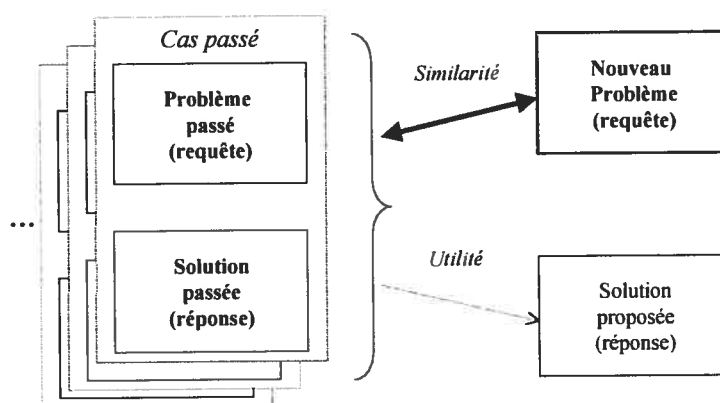 Cas passé
Problème
passé
(requête)
...
Solution
passée
(réponse)
Similarité
Nouveau
Problème
(requête)
Utilité
Solution
proposée
(réponse)